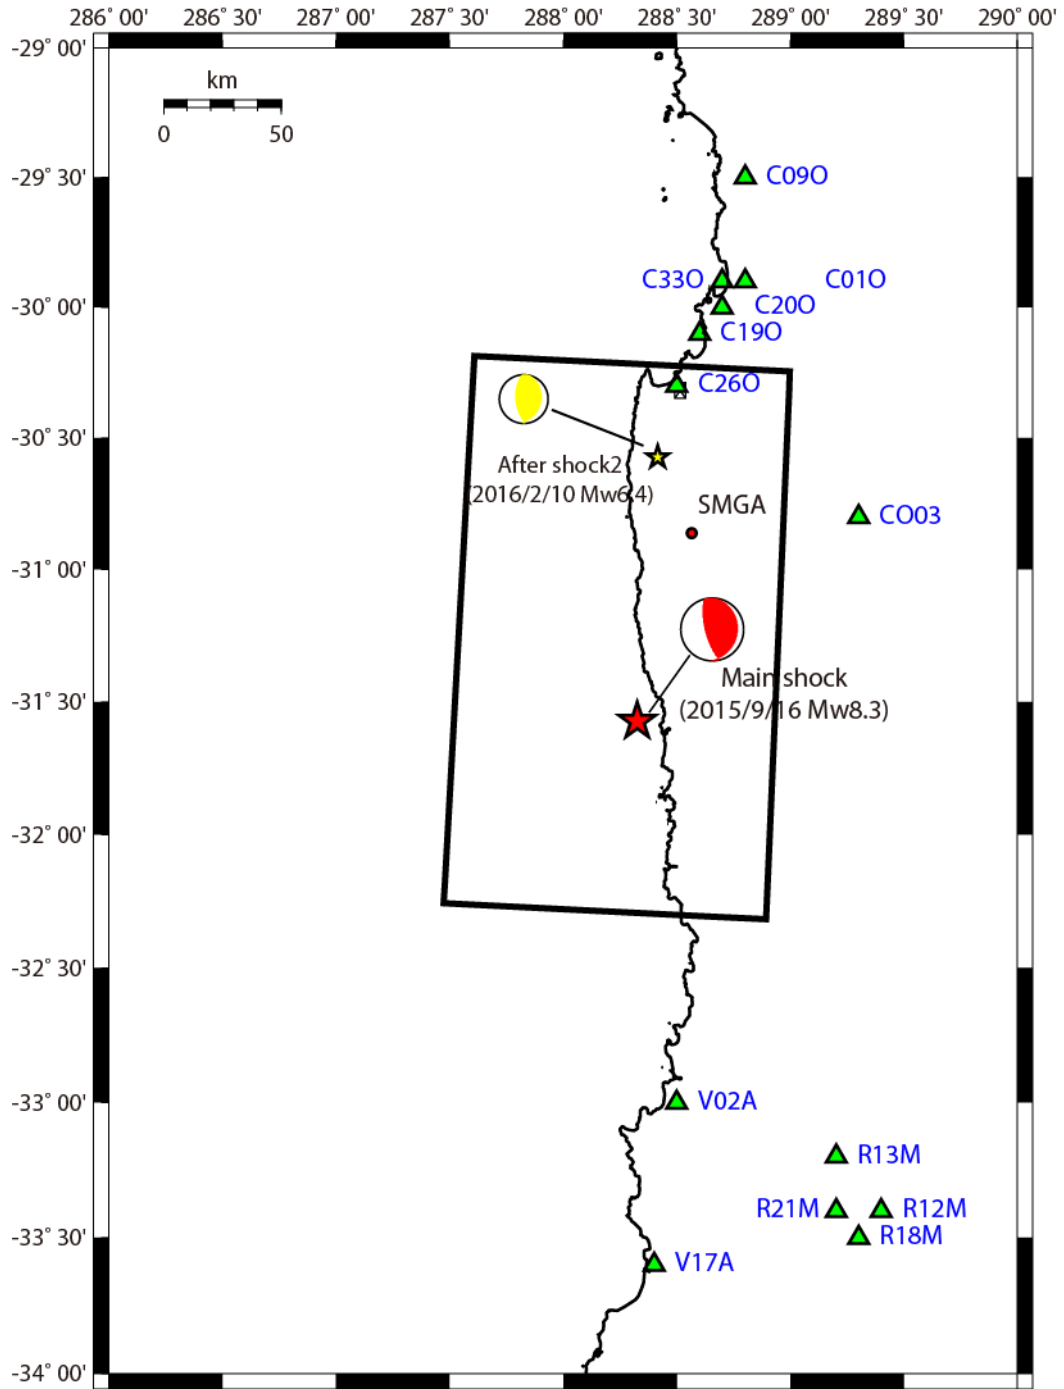 286° 00' 286° 30' 287° 00' 287° 30' 288° 00' 288° 30' 289° 00' 289° 30' 290° 00'
-29° 00'
km
0 50
C09O
-29° 30'
C33O C01O
-30° 00'
C20O
C19O
C26O
-30° 30'
After shock2
(2016/2/10 Mw6.4)
SMGA
CO03
-31° 00'
Main shock
(2015/9/16 Mw8.3)
-31° 30'
-32° 00'
-32° 30'
-33° 00'
V02A
R13M
R21M R12M
R18M
-33° 30'
V17A
-34° 00'